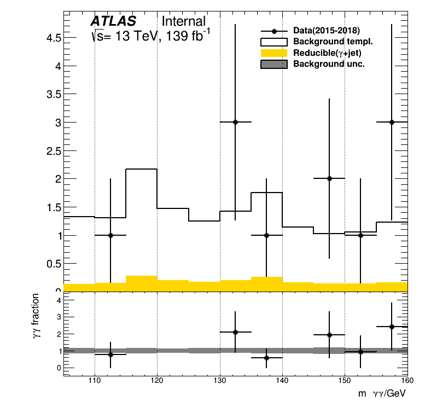 ATLAS Internal
√s= 13 TeV, 139 fb⁻¹
Data(2015-2018)
Background templ.
Reducible(γ+jet)
Background unc.
4.5
4
3.5
3
2.5
2
1.5
1
0.5
0
γγ fraction
4
3
2
1
0
110 120 130 140 150 160
m γγ/GeV